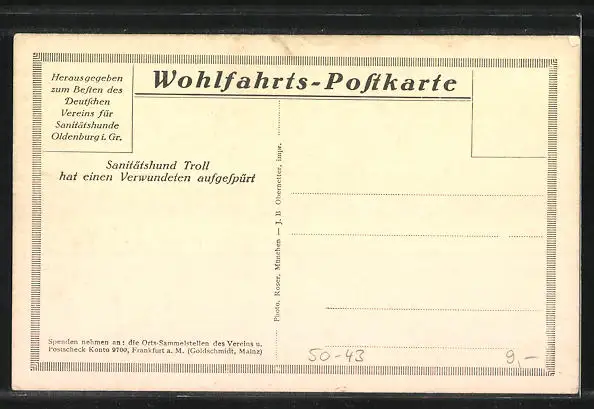 Wohlfahrts-Poſtkarte
Herausgegeben
zum Beſten des
Deutſchen
Vereins für
Sanitätshunde
Oldenburg i. Gr.
Sanitätshund Troll
hat einen Verwundeten aufgeſpürt
Photo. Roser, München — J. B. Obernetter, impr.
Spenden nehmen an: die Orts-Sammelstellen des Vereins u.
Postscheck Konto 9700, Frankfurt a. M. (Goldschmidt, Mainz)
50-43
9,-